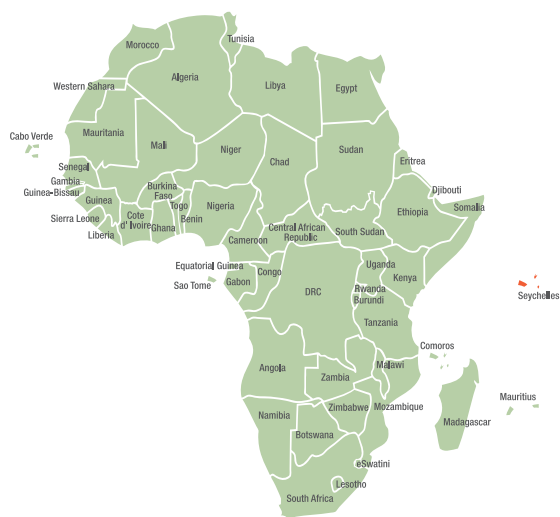 Tunisia
Morocco
Algeria
Libya
Egypt
Western Sahara
Mauritania
Mali
Niger
Chad
Sudan
Eritrea
Cabo Verde
Senegal
Gambia
Guinea-Bissau
Guinea
Sierra Leone
Liberia
Cote
d' Ivoire
Burkina
Faso
Ghana
Togo
Benin
Nigeria
Cameroon
Central African
Republic
South Sudan
Ethiopia
Djibouti
Somalia
Equatorial Guinea
Sao Tome
Gabon
Congo
DRC
Uganda
Kenya
Rwanda
Burundi
Tanzania
Seychelles
Comoros
Angola
Zambia
Malawi
Mozambique
Zimbabwe
Namibia
Botswana
Madagascar
Mauritius
eSwatini
Lesotho
South Africa